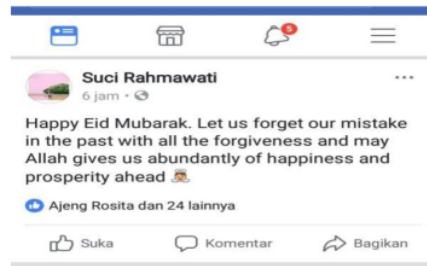 5
Suci Rahmawati
6 jam
Happy Eid Mubarak. Let us forget our mistake
in the past with all the forgiveness and may
Allah gives us abundantly of happiness and
prosperity ahead
Ajeng Rosita dan 24 lainnya
Suka Komentar Bagikan